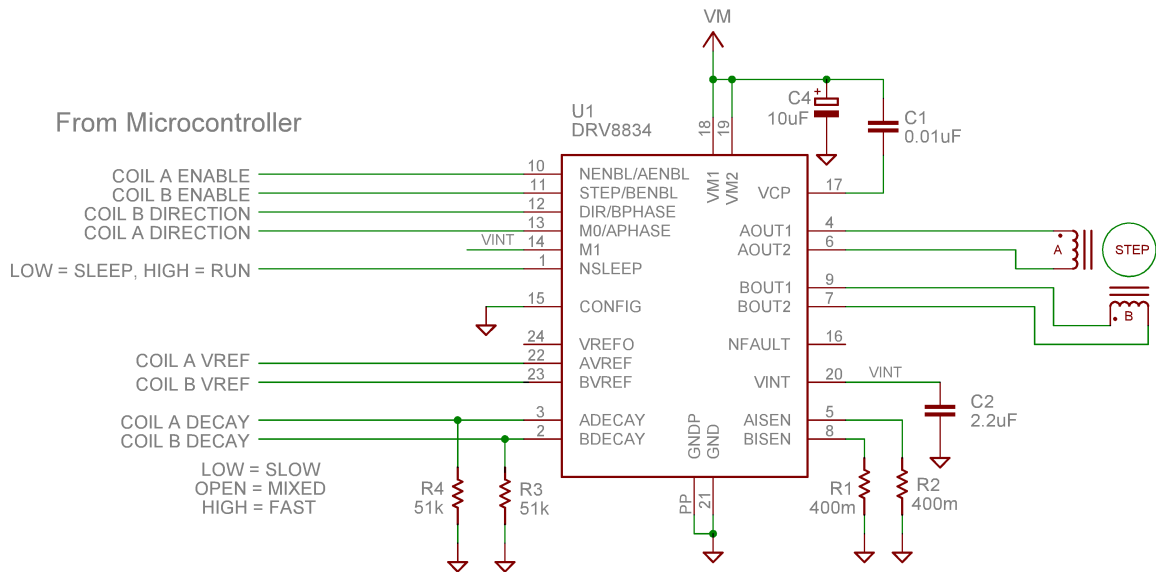 VM
C4
+
10uF
C1
0.01uF
U1
DRV8834
From Microcontroller
18
19
VM1
VM2
COIL A ENABLE
10
NENBL/AENBL
COIL B ENABLE
11
STEP/BENBL
VCP
17
COIL B DIRECTION
12
DIR/BPHASE
COIL A DIRECTION
13
M0/APHASE
AOUT1
4
VINT
14
M1
AOUT2
6
A
STEP
LOW = SLEEP, HIGH = RUN
1
NSLEEP
BOUT1
9
15
CONFIG
BOUT2
7
B
24
VREFO
NFAULT
16
COIL A VREF
22
AVREF
COIL B VREF
23
BVREF
VINT
20
VINT
C2
2.2uF
COIL A DECAY
3
ADECAY
AISEN
5
COIL B DECAY
2
BDECAY
BISEN
8
GNDP
GND
LOW = SLOW
OPEN = MIXED
HIGH = FAST
R4
51k
R3
51k
PP
21
R1
400m
R2
400m